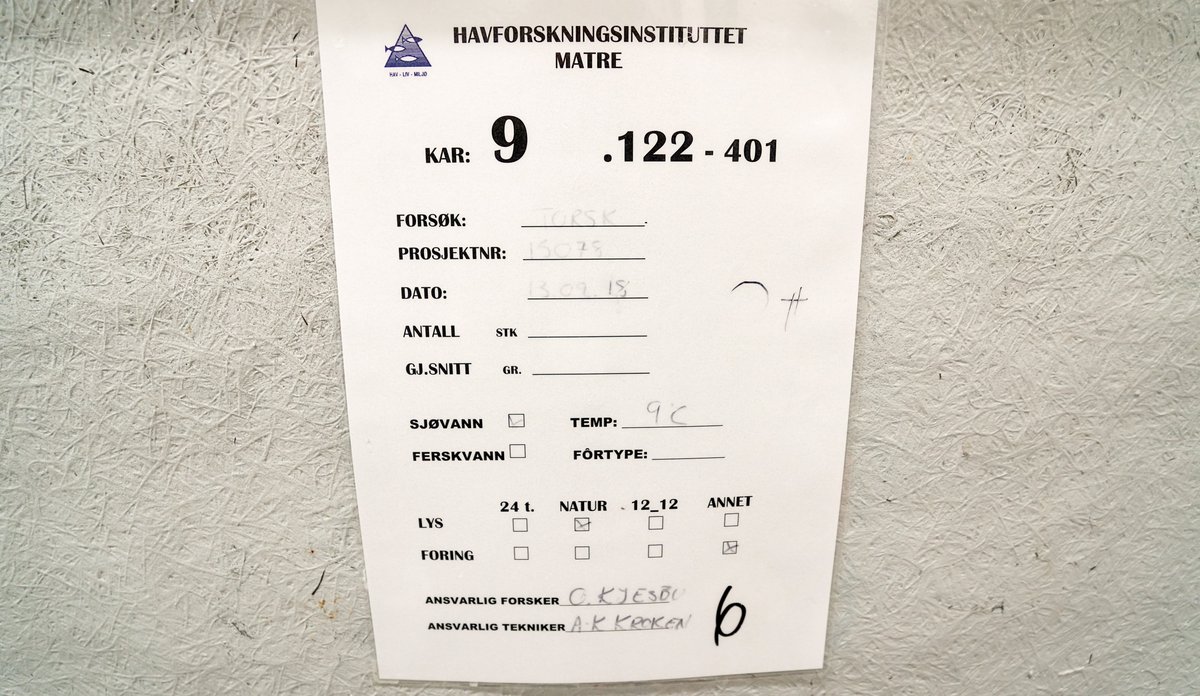 HAVFORSKNINGSINSTITUTTET
MATRE
HAV - LIV - MILJØ
KAR: 9 .122 - 401
FORSØK: TORSK
PROSJEKTNR:
DATO: 13.09.18
ANTALL STK
GJ.SNITT GR.
SJØVANN TEMP: 9°C
FERSKVANN FÔRTYPE:
24 t. NATUR 12_12 ANNET
LYS
FORING
ANSVARLIG FORSKER O. KJESBU
ANSVARLIG TEKNIKER A-K KROKEN
6